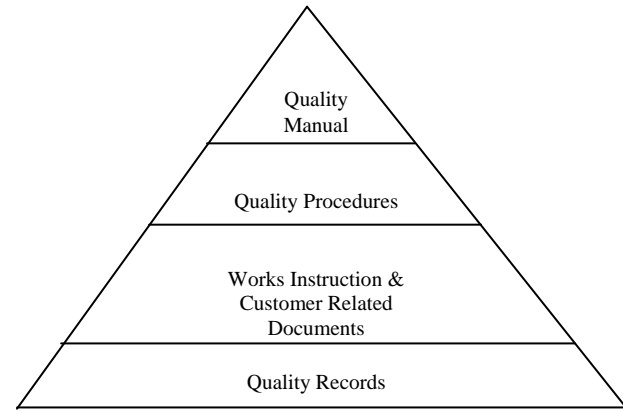 Quality
Manual
Quality Procedures
Works Instruction &
Customer Related
Documents
Quality Records